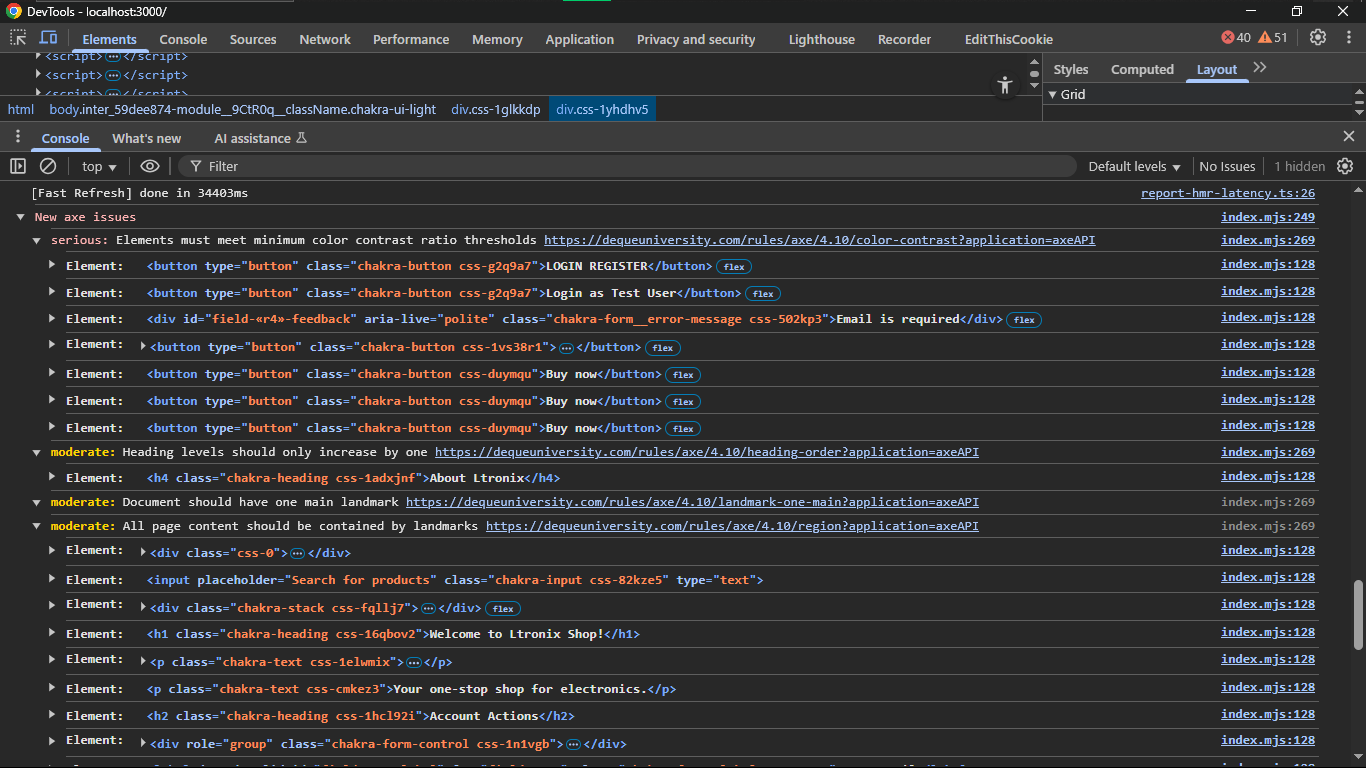 DevTools - localhost:3000/
Elements Console Sources Network Performance Memory Application Privacy and security Lighthouse Recorder EditThisCookie 40 51
<script> ⋯ </script>
<script> ⋯ </script>
<script> ⋯ </script>
Styles Computed Layout
Grid
html body.inter_59dee874-module__9CtR0q__className.chakra-ui-light div.css-1glkkdp div.css-1yhdhv5
Console What's new AI assistance
top Filter Default levels No Issues 1 hidden
[Fast Refresh] done in 34403ms report-hmr-latency.ts:26
New axe issues index.mjs:249
serious: Elements must meet minimum color contrast ratio thresholds https://dequeuniversity.com/rules/axe/4.10/color-contrast?application=axeAPI index.mjs:269
Element: <button type="button" class="chakra-button css-g2q9a7">LOGIN REGISTER</button> flex index.mjs:128
Element: <button type="button" class="chakra-button css-g2q9a7">Login as Test User</button> flex index.mjs:128
Element: <div id="field-«r4»-feedback" aria-live="polite" class="chakra-form__error-message css-502kp3">Email is required</div> flex index.mjs:128
Element: <button type="button" class="chakra-button css-1vs38r1"> ⋯ </button> flex index.mjs:128
Element: <button type="button" class="chakra-button css-duymqu">Buy now</button> flex index.mjs:128
Element: <button type="button" class="chakra-button css-duymqu">Buy now</button> flex index.mjs:128
Element: <button type="button" class="chakra-button css-duymqu">Buy now</button> flex index.mjs:128
moderate: Heading levels should only increase by one https://dequeuniversity.com/rules/axe/4.10/heading-order?application=axeAPI index.mjs:269
Element: <h4 class="chakra-heading css-1adxjnf">About Ltronix</h4> index.mjs:128
moderate: Document should have one main landmark https://dequeuniversity.com/rules/axe/4.10/landmark-one-main?application=axeAPI index.mjs:269
moderate: All page content should be contained by landmarks https://dequeuniversity.com/rules/axe/4.10/region?application=axeAPI index.mjs:269
Element: <div class="css-0"> ⋯ </div> index.mjs:128
Element: <input placeholder="Search for products" class="chakra-input css-82kze5" type="text"> index.mjs:128
Element: <div class="chakra-stack css-fqllj7"> ⋯ </div> flex index.mjs:128
Element: <h1 class="chakra-heading css-16qbov2">Welcome to Ltronix Shop!</h1> index.mjs:128
Element: <p class="chakra-text css-1elwmix"> ⋯ </p> index.mjs:128
Element: <p class="chakra-text css-cmkez3">Your one-stop shop for electronics.</p> index.mjs:128
Element: <h2 class="chakra-heading css-1hcl92i">Account Actions</h2> index.mjs:128
Element: <div role="group" class="chakra-form-control css-1n1vgb"> ⋯ </div> index.mjs:128